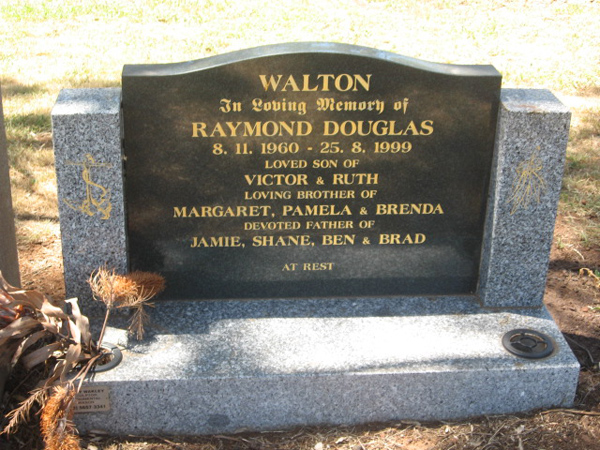 WALTON
In Loving Memory of
RAYMOND DOUGLAS
8. 11. 1960 - 25. 8. 1999
LOVED SON OF
VICTOR & RUTH
LOVING BROTHER OF
MARGARET, PAMELA & BRENDA
DEVOTED FATHER OF
JAMIE, SHANE, BEN & BRAD
AT REST